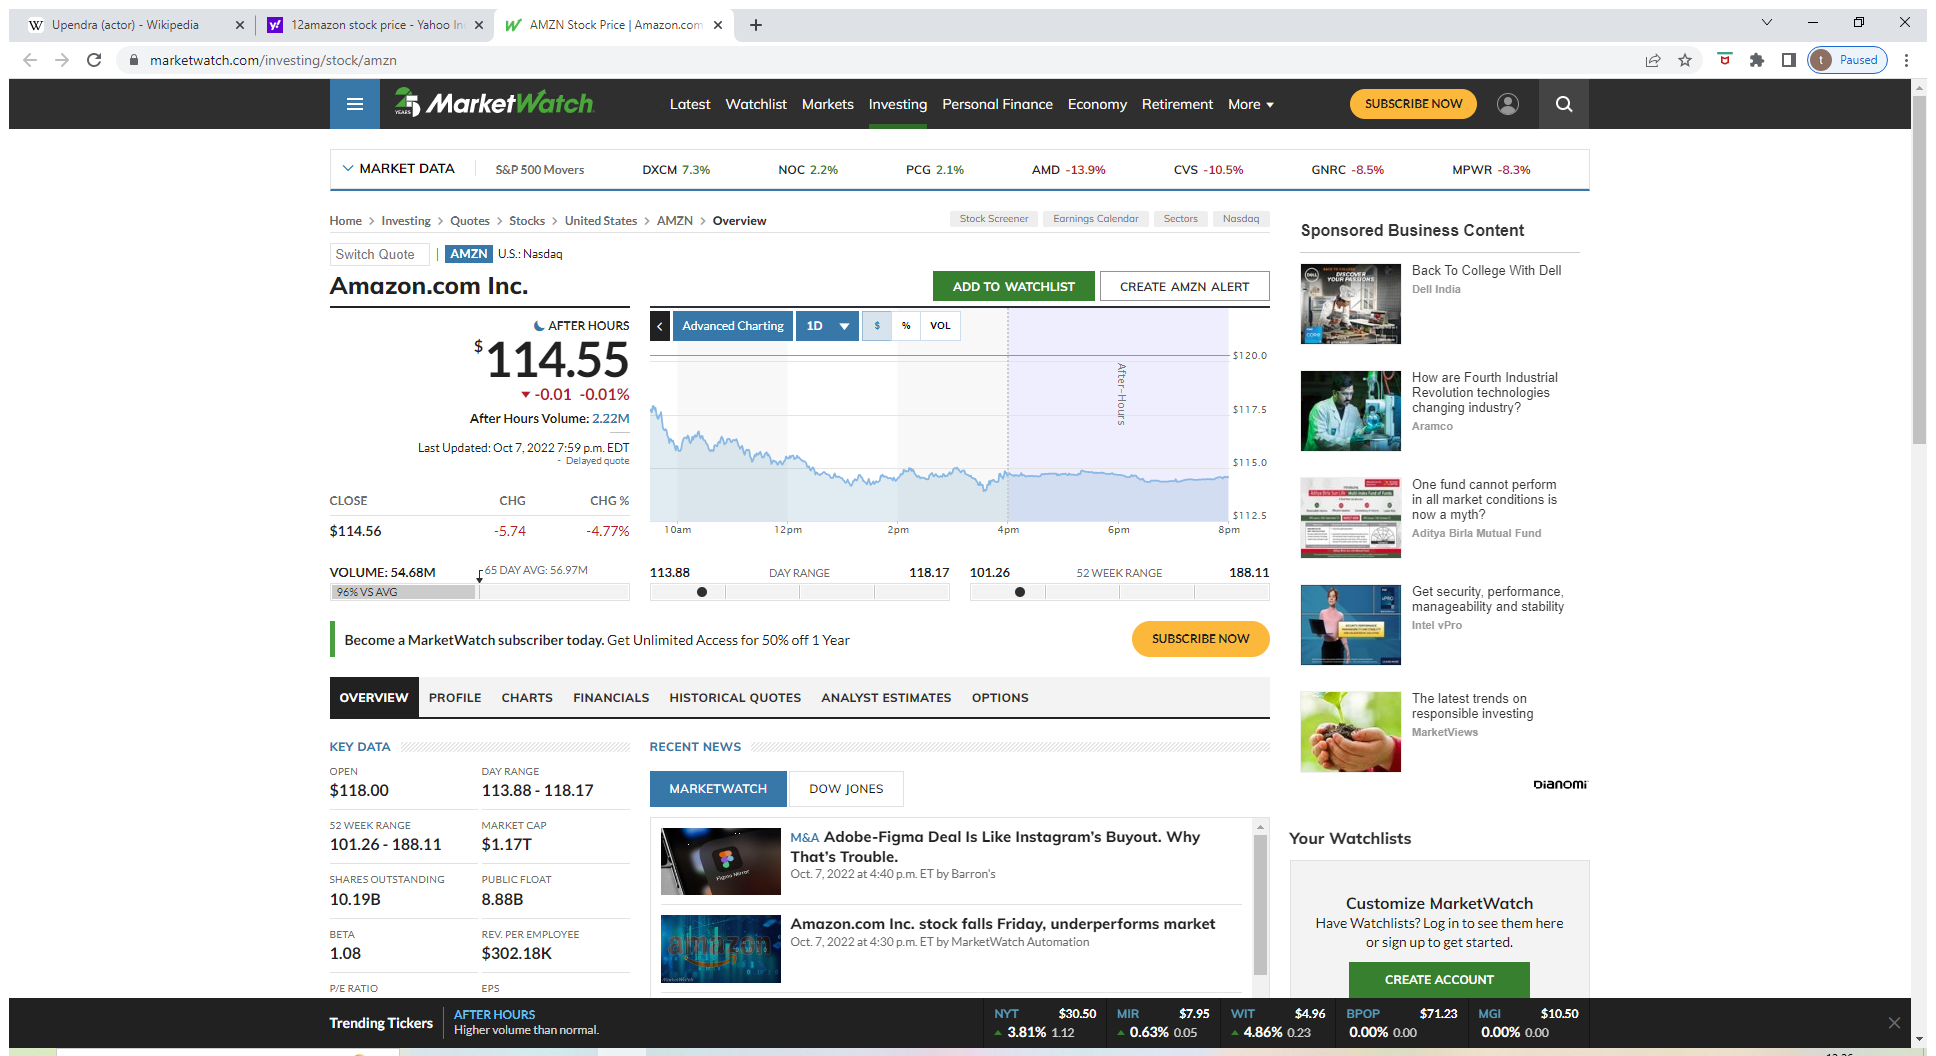 Upendra (actor) - Wikipedia
12amazon stock price - Yahoo In
AMZN Stock Price | Amazon.com
marketwatch.com/investing/stock/amzn
t Paused
25 YEARS MarketWatch
Latest Watchlist Markets Investing Personal Finance Economy Retirement More
SUBSCRIBE NOW
MARKET DATA S&P 500 Movers DXCM 7.3% NOC 2.2% PCG 2.1% AMD -13.9% CVS -10.5% GNRC -8.5% MPWR -8.3%
Home > Investing > Quotes > Stocks > United States > AMZN > Overview
Stock Screener Earnings Calendar Sectors Nasdaq
Switch Quote | AMZN U.S.: Nasdaq
Amazon.com Inc.
ADD TO WATCHLIST CREATE AMZN ALERT
AFTER HOURS
$114.55
-0.01 -0.01%
After Hours Volume: 2.22M
Last Updated: Oct 7, 2022 7:59 p.m. EDT
- Delayed quote
CLOSE CHG CHG %
$114.56 -5.74 -4.77%
Advanced Charting 1D $ % VOL
After-Hours
$120.0
$117.5
$115.0
$112.5
10am 12pm 2pm 4pm 6pm 8pm
VOLUME: 54.68M 65 DAY AVG: 56.97M
96% VS AVG
113.88 DAY RANGE 118.17
101.26 52 WEEK RANGE 188.11
Become a MarketWatch subscriber today. Get Unlimited Access for 50% off 1 Year
SUBSCRIBE NOW
OVERVIEW PROFILE CHARTS FINANCIALS HISTORICAL QUOTES ANALYST ESTIMATES OPTIONS
KEY DATA
OPEN DAY RANGE
$118.00 113.88 - 118.17
52 WEEK RANGE MARKET CAP
101.26 - 188.11 $1.17T
SHARES OUTSTANDING PUBLIC FLOAT
10.19B 8.88B
BETA REV. PER EMPLOYEE
1.08 $302.18K
P/E RATIO EPS
RECENT NEWS
MARKETWATCH DOW JONES
M&A Adobe-Figma Deal Is Like Instagram's Buyout. Why
That's Trouble.
Oct. 7, 2022 at 4:40 p.m. ET by Barron's
Figma Mirror
Amazon.com Inc. stock falls Friday, underperforms market
Oct. 7, 2022 at 4:30 p.m. ET by MarketWatch Automation
amazon
Sponsored Business Content
DISCOVER
YOUR PASSIONS
Back To College With Dell
Dell India
How are Fourth Industrial
Revolution technologies
changing industry?
Aramco
One fund cannot perform
in all market conditions is
now a myth?
Aditya Birla Mutual Fund
Get security, performance,
manageability and stability
Intel vPro
The latest trends on
responsible investing
MarketViews
DIANOMI
Your Watchlists
Customize MarketWatch
Have Watchlists? Log in to see them here
or sign up to get started.
CREATE ACCOUNT
Trending Tickers
AFTER HOURS
Higher volume than normal.
NYT $30.50
3.81% 1.12
MIR $7.95
0.63% 0.05
WIT $4.96
4.86% 0.23
BPOP $71.23
0.00% 0.00
MGI $10.50
0.00% 0.00